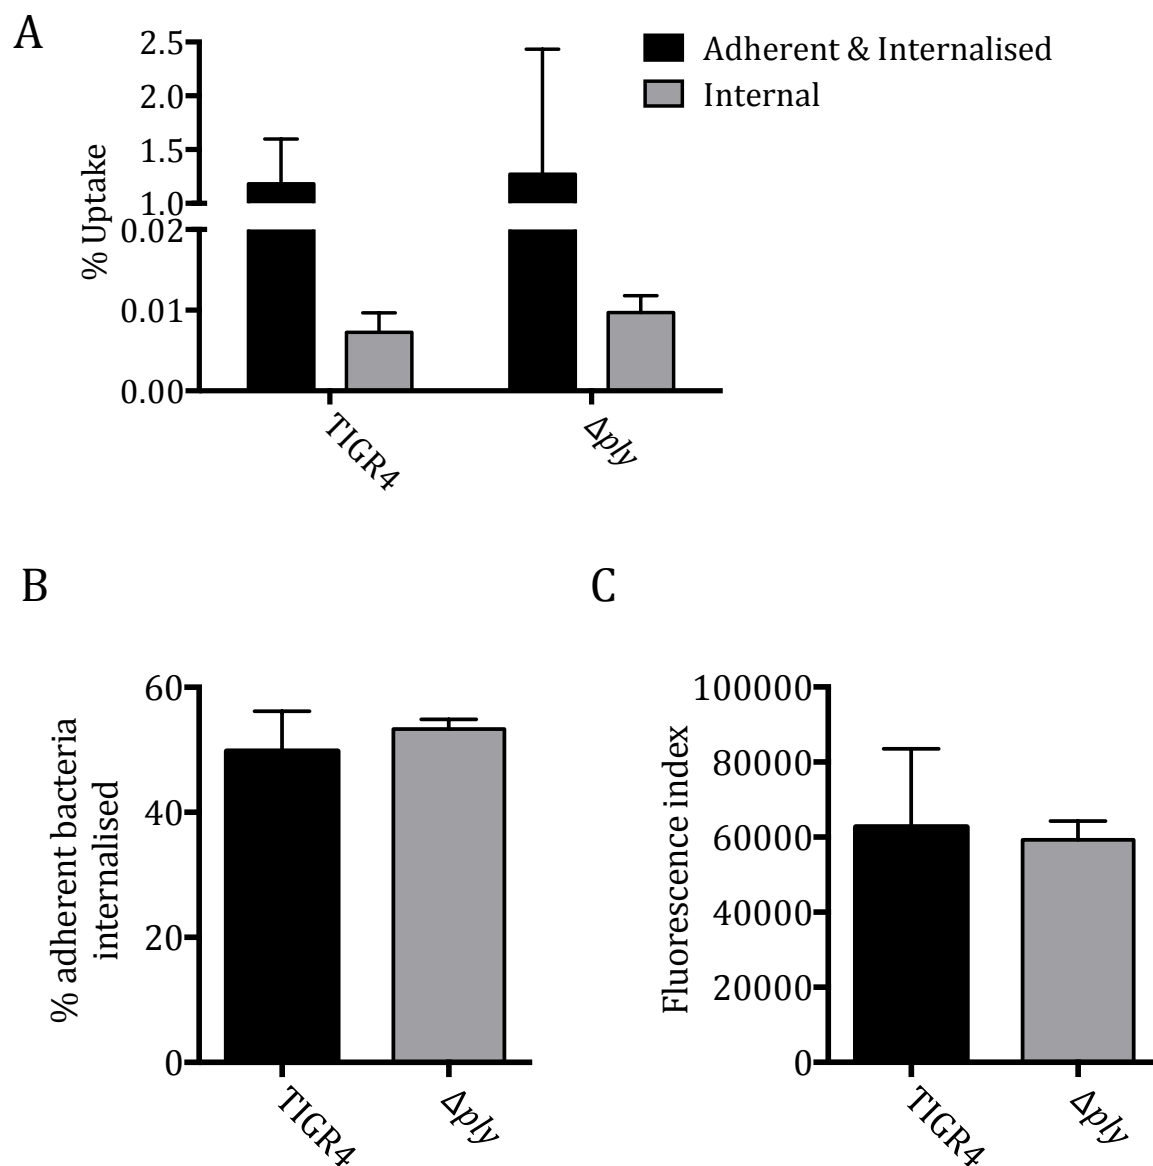 A
Adherent & Internalised
Internal
% Uptake
2.5
2.0
1.5
1.0
0.02
0.01
0.00
TIGR4
Δply
B
% adherent bacteria
internalised
60
40
20
0
TIGR4
Δply
C
Fluorescence index
100000
80000
60000
40000
20000
0
TIGR4
Δply